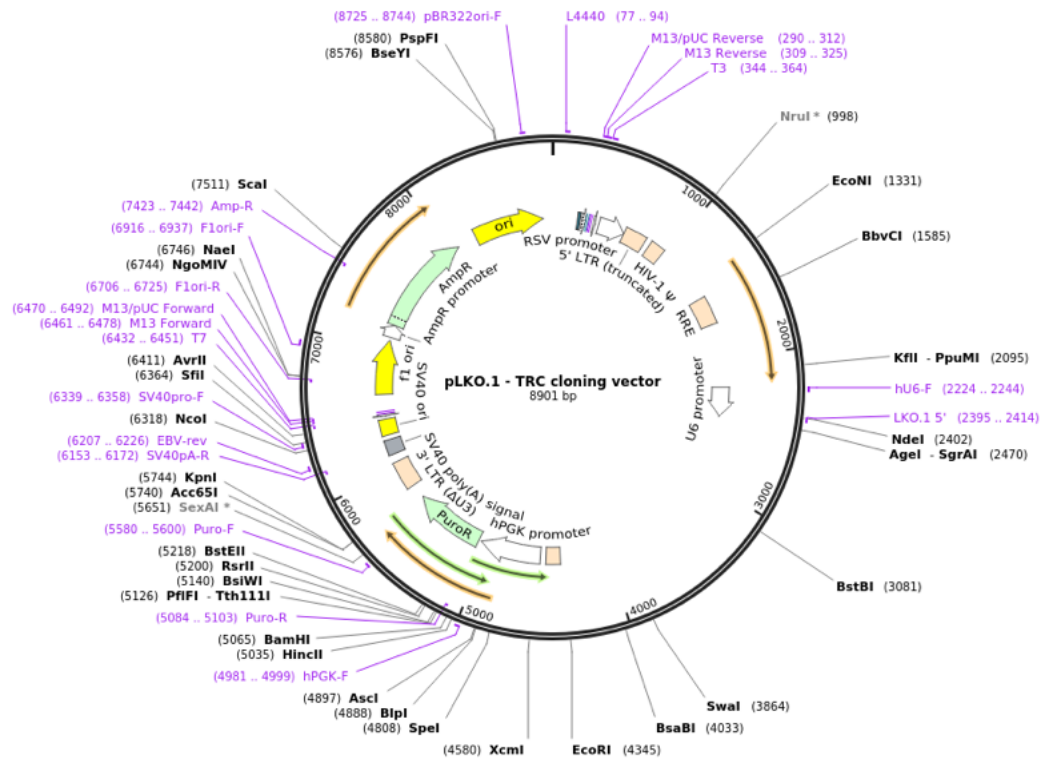 (8725 .. 8744) pBR322ori-F
L4440 (77 .. 94)
(8580) PspFI
(8576) BseYI
M13/pUC Reverse (290 .. 312)
M13 Reverse (309 .. 325)
T3 (344 .. 364)
NruI * (998)
EcoNI (1331)
BbvCI (1585)
KflI - PpuMI (2095)
hU6-F (2224 .. 2244)
LKO.1 5' (2395 .. 2414)
NdeI (2402)
AgeI - SgrAI (2470)
BstBI (3081)
SwaI (3864)
BsaBI (4033)
EcoRI (4345)
(4580) XcmI
(4808) SpeI
(4888) BlpI
(4897) AscI
(4981 .. 4999) hPGK-F
(5035) HincII
(5065) BamHI
(5084 .. 5103) Puro-R
(5126) PflFI - Tth111I
(5140) BsiWI
(5200) RsrII
(5218) BstEII
(5580 .. 5600) Puro-F
(5651) SexAI *
(5740) Acc65I
(5744) KpnI
(6153 .. 6172) SV40pA-R
(6207 .. 6226) EBV-rev
(6318) NcoI
(6339 .. 6358) SV40pro-F
(6364) SfiI
(6411) AvrII
(6432 .. 6451) T7
(6461 .. 6478) M13 Forward
(6470 .. 6492) M13/pUC Forward
(6706 .. 6725) F1ori-R
(6744) NgoMIV
(6746) NaeI
(6916 .. 6937) F1ori-F
(7423 .. 7442) Amp-R
(7511) ScaI
1000
2000
3000
4000
5000
6000
7000
8000
ori
RSV promoter
5' LTR (truncated)
HIV-1 Ψ
RRE
U6 promoter
hPGK promoter
PuroR
3' LTR (ΔU3)
SV40 poly(A) signal
SV40 ori
f1 ori
AmpR promoter
AmpR
pLKO.1 - TRC cloning vector
8901 bp